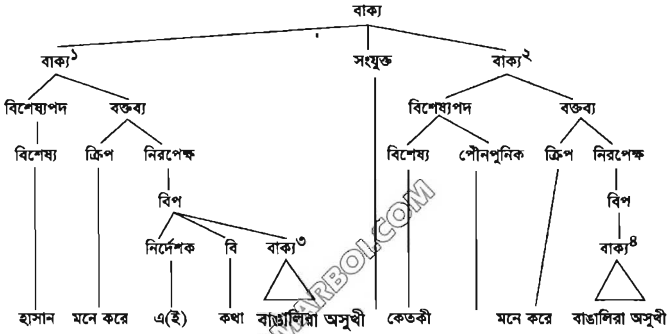 বাক্য
বাক্য১ সংযুক্ত বাক্য২
বিশেষ্যপদ বক্তব্য বিশেষ্যপদ বক্তব্য
বিশেষ্য ক্রিপ নিরপেক্ষ বিশেষ্য পৌনপুনিক ক্রিপ নিরপেক্ষ
বিপ বিপ
নির্দেশক বি বাক্য৩ বাক্য৪
হাসান মনে করে এ(ই) কথা বাঙালিরা অসুখী কেতকী মনে করে বাঙালিরা অসুখী